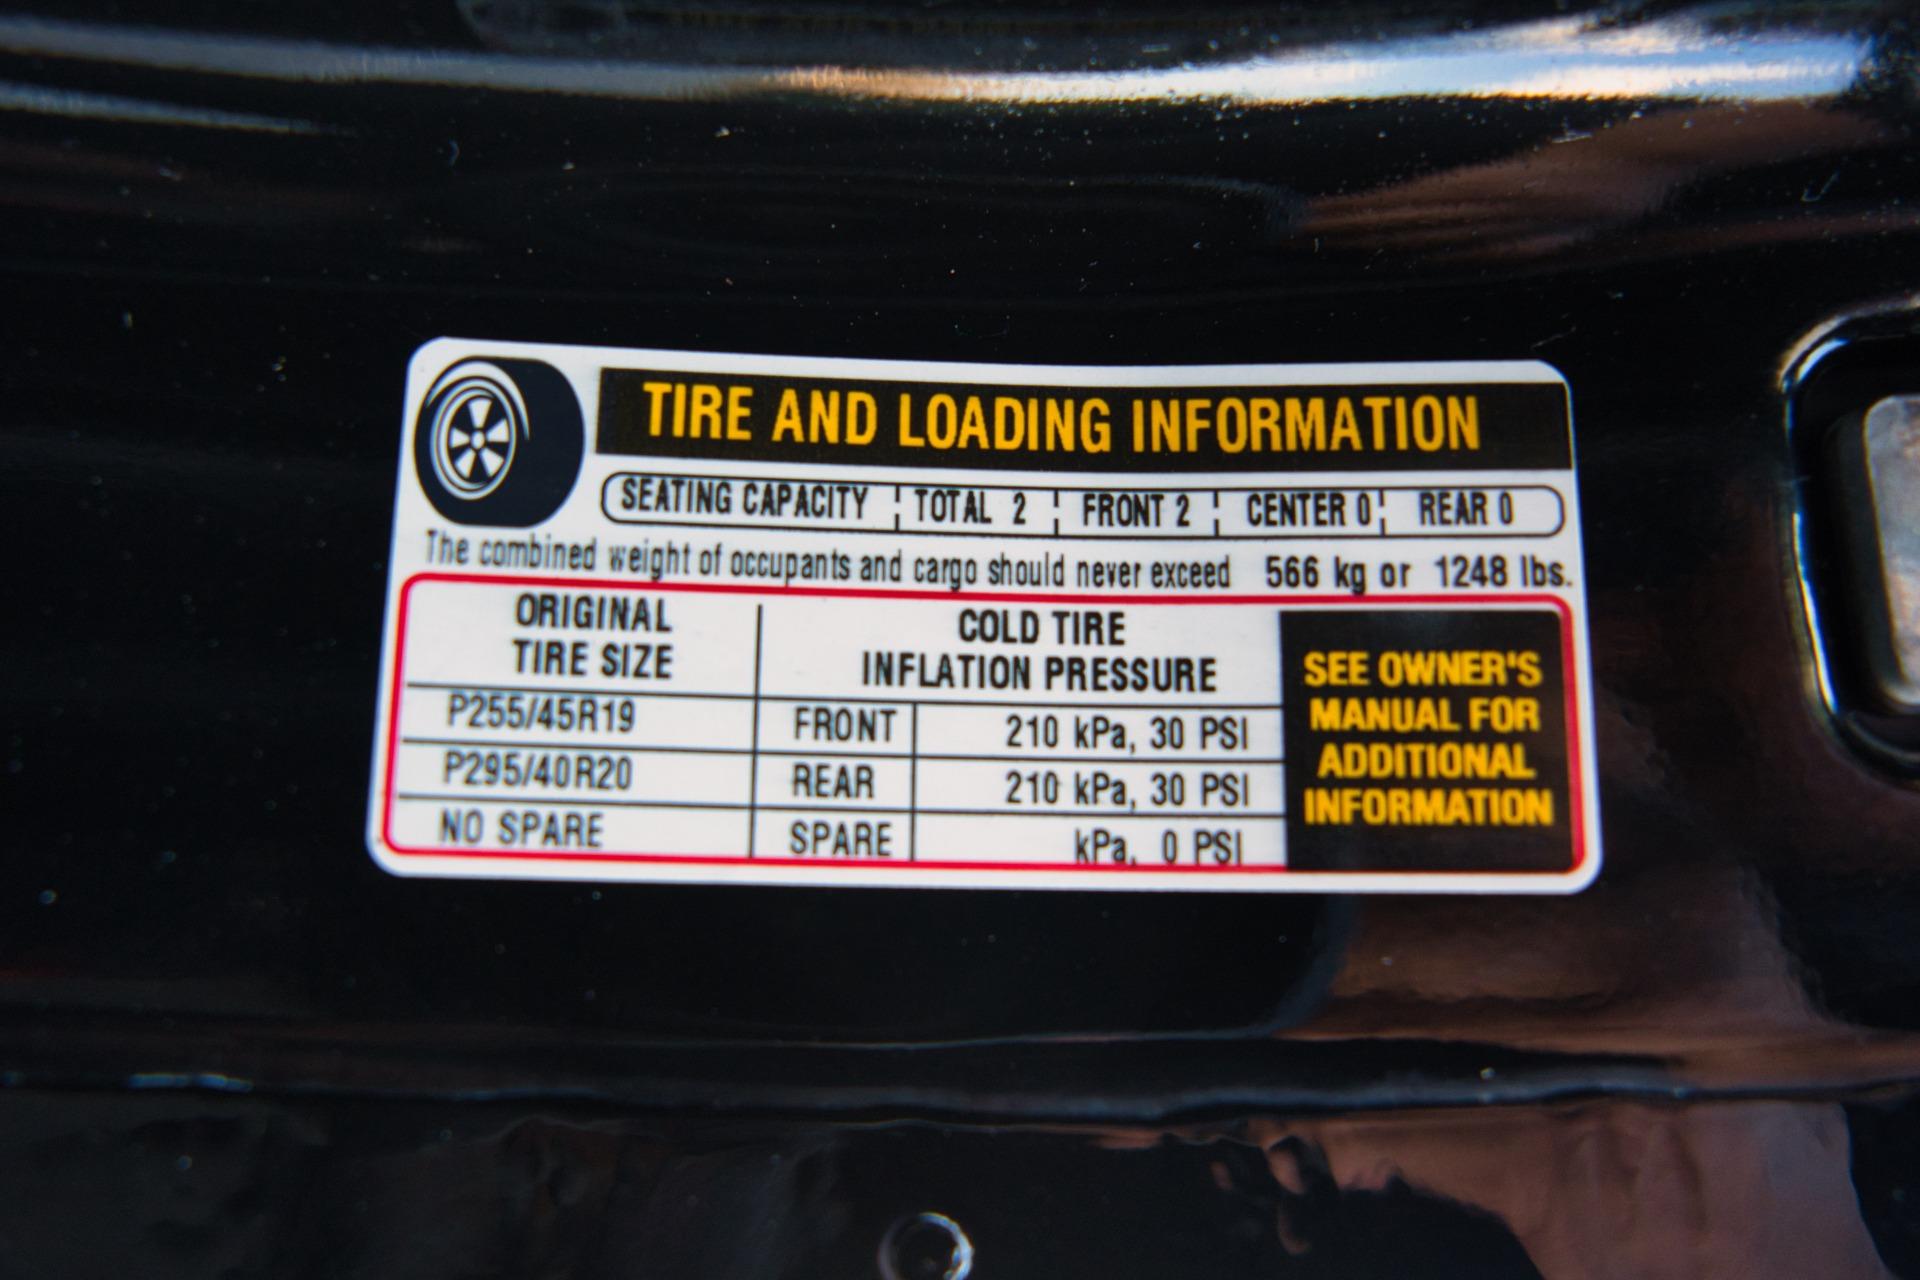 TIRE AND LOADING INFORMATION
SEATING CAPACITY TOTAL 2 FRONT 2 CENTER 0 REAR 0
The combined weight of occupants and cargo should never exceed 566 kg or 1248 lbs.
ORIGINAL
TIRE SIZE
COLD TIRE
INFLATION PRESSURE
P255/45R19 FRONT 210 kPa, 30 PSI
P295/40R20 REAR 210 kPa, 30 PSI
NO SPARE SPARE kPa, 0 PSI
SEE OWNER'S
MANUAL FOR
ADDITIONAL
INFORMATION